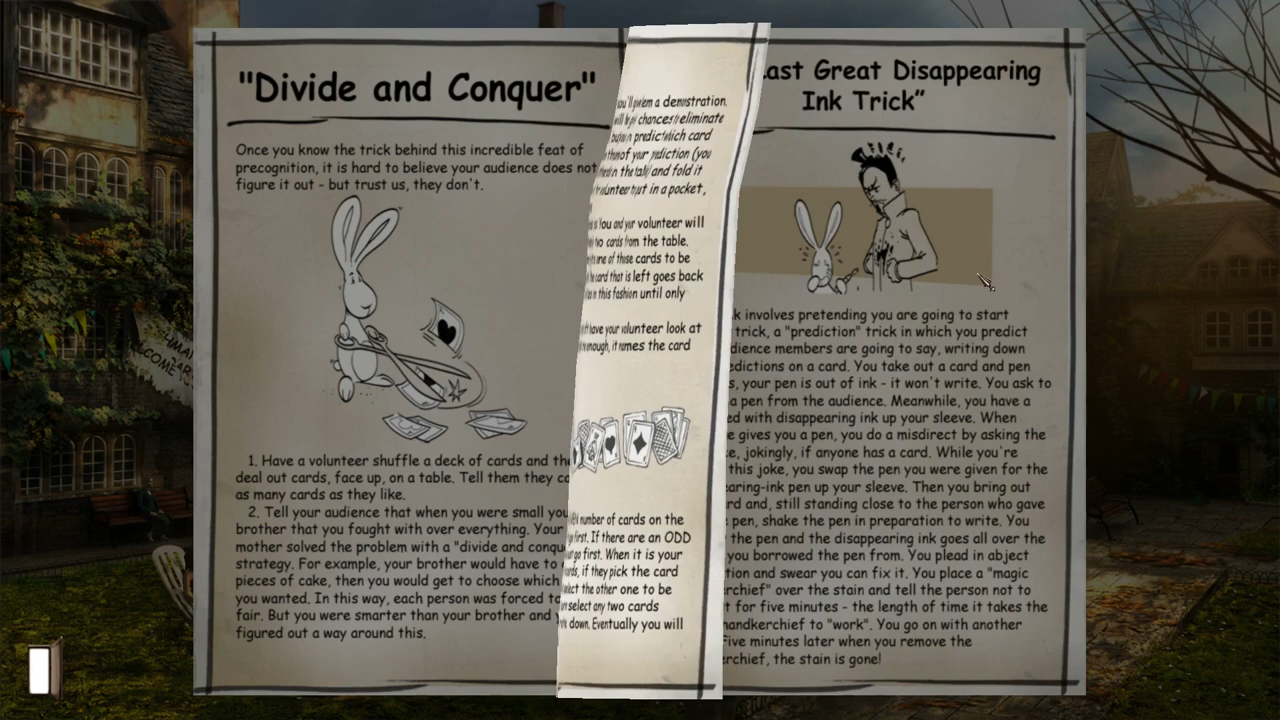 "Divide and Conquer"
Once you know the trick behind this incredible feat of
precognition, it is hard to believe your audience does not
figure it out - but trust us, they don't.
1. Have a volunteer shuffle a deck of cards and
deal out cards, face up, on a table. Tell them they
as many cards as they like.
2. Tell your audience that when you were small you
brother that you fought with over everything. Your
mother solved the problem with a "divide and
strategy. For example, your brother would have to
pieces of cake, then you would get to choose which
you wanted. In this way, each person was forced to
fair. But you were smarter than your brother and
figured out a way around this.
a demonstration.
chances eliminate
predict which card
of your prediction (you
and fold it
in a pocket,
You and your volunteer will
cards from the table.
one of those cards to be
card that is left goes back
in this fashion until only
have your volunteer look at
enough, it names the card
number of cards on the
first. If there are an ODD
go first. When it is your
if they pick the card
select the other one to be
select any two cards
down. Eventually you will
Last Great Disappearing
Ink Trick"
involves pretending you are going to start
trick, a "prediction" trick in which you predict
members are going to say, writing down
on a card. You take out a card and pen
your pen is out of ink - it won't write. You ask to
a pen from the audience. Meanwhile, you have a
with disappearing ink up your sleeve. When
gives you a pen, you do a misdirect by asking the
jokingly, if anyone has a card. While you're
this joke, you swap the pen you were given for the
pen up your sleeve. Then you bring out
and, still standing close to the person who gave
pen, shake the pen in preparation to write. You
the pen and the disappearing ink goes all over the
you borrowed the pen from. You plead in abject
and swear you can fix it. You place a "magic
over the stain and tell the person not to
for five minutes - the length of time it takes the
handkerchief to "work". You go on with another
Five minutes later when you remove the
the stain is gone!